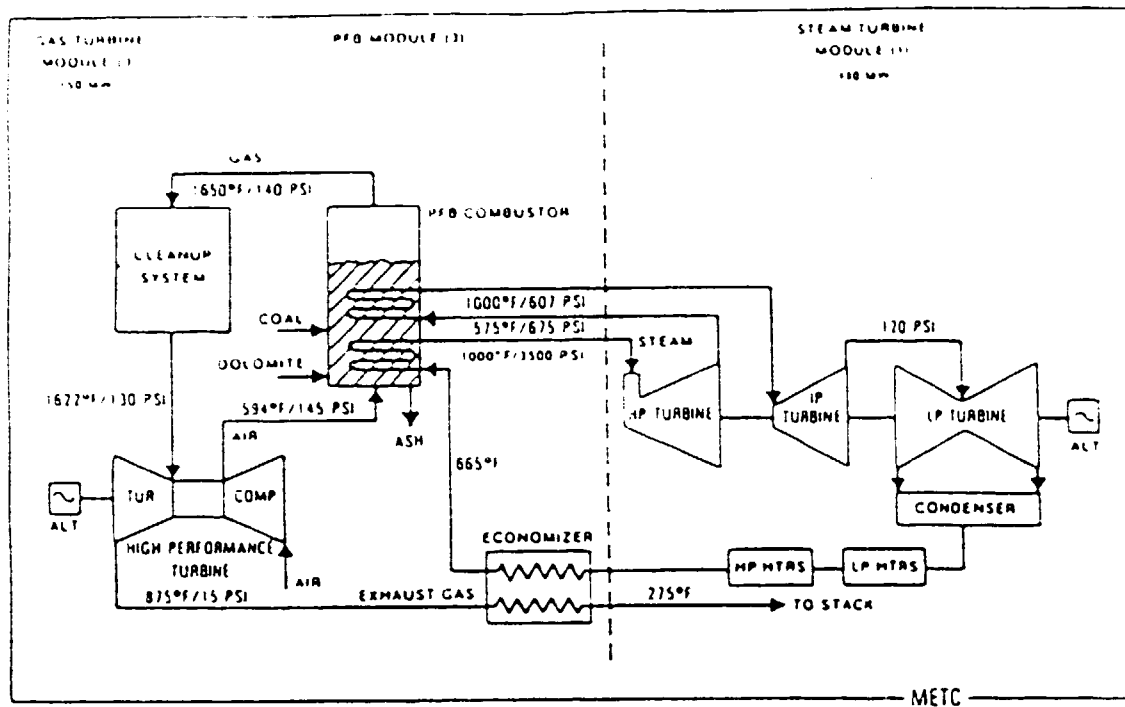 GAS TURBINE
MODULE
PFB MODULE (3)
STEAM TURBINE
MODULE (1)
GAS
1650°F/140 PSI
PFB COMBUSTOR
CLEANUP
SYSTEM
COAL
DOLOMITE
1000°F/607 PSI
575°F/675 PSI
1000°F/3500 PSI
STEAM
120 PSI
1622°F/130 PSI
594°F/145 PSI
AIR
ASH
665°F
HP TURBINE
IP
TURBINE
LP TURBINE
ALT
TUR
COMP
ALT
HIGH PERFORMANCE
TURBINE
AIR
CONDENSER
ECONOMIZER
HP HTRS
LP HTRS
875°F/15 PSI
EXHAUST GAS
275°F
TO STACK
METC